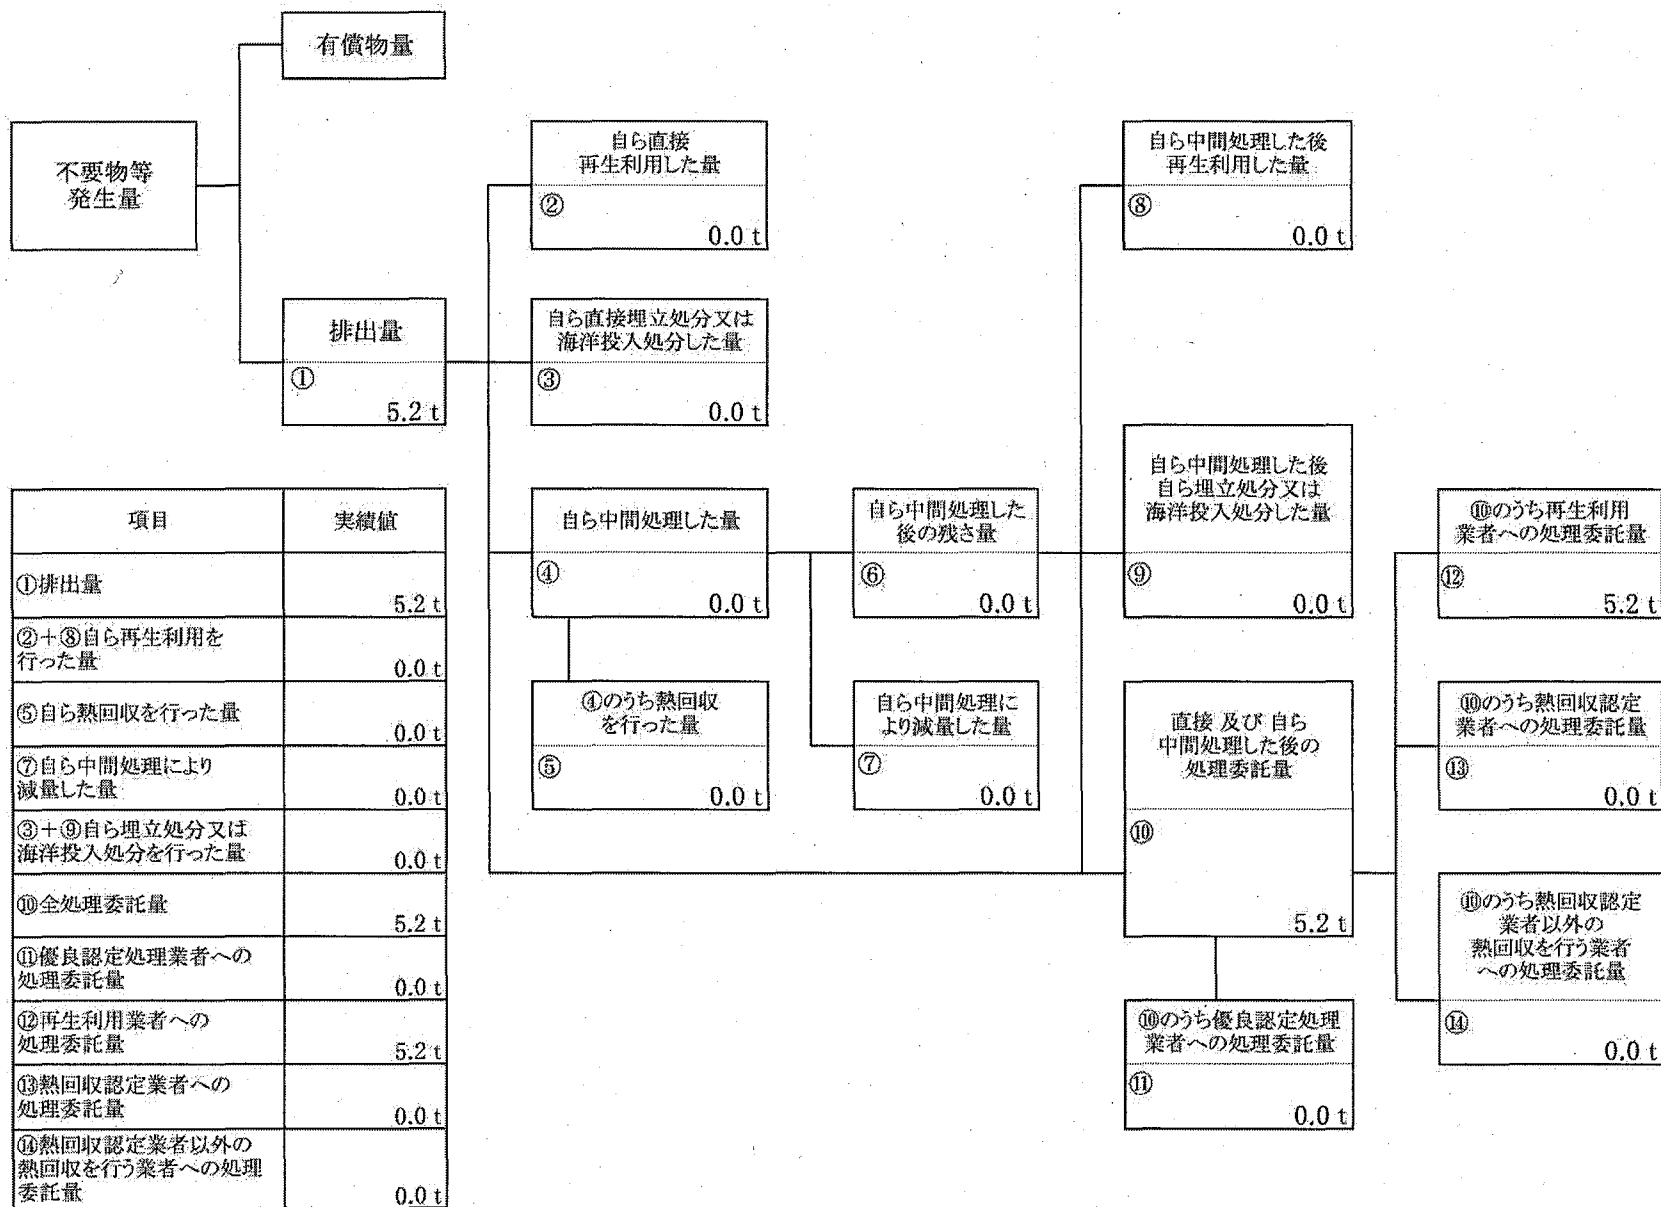 有償物量
不要物等
発生量
排出量
①
5.2 t
自ら直接
再生利用した量
②
0.0 t
自ら直接埋立処分又は
海洋投入処分した量
③
0.0 t
自ら中間処理した量
④
0.0 t
④のうち熱回収
を行った量
⑤
0.0 t
自ら中間処理した
後の残さ量
⑥
0.0 t
自ら中間処理に
より減量した量
⑦
0.0 t
自ら中間処理した後
再生利用した量
⑧
0.0 t
自ら中間処理した後
自ら埋立処分又は
海洋投入処分した量
⑨
0.0 t
直接 及び 自ら
中間処理した後の
処理委託量
⑩
5.2 t
⑩のうち優良認定処理
業者への処理委託量
⑪
0.0 t
⑩のうち再生利用
業者への処理委託量
⑫
5.2 t
⑩のうち熱回収認定
業者への処理委託量
⑬
0.0 t
⑩のうち熱回収認定
業者以外の
熱回収を行う業者
への処理委託量
⑭
0.0 t
項目 実績値
①排出量
5.2 t
②＋⑧自ら再生利用を
行った量
0.0 t
⑤自ら熱回収を行った量
0.0 t
⑦自ら中間処理により
減量した量
0.0 t
③＋⑨自ら埋立処分又は
海洋投入処分を行った量
0.0 t
⑩全処理委託量
5.2 t
⑪優良認定処理業者への
処理委託量
0.0 t
⑫再生利用業者への
処理委託量
5.2 t
⑬熱回収認定業者への
処理委託量
0.0 t
⑭熱回収認定業者以外の
熱回収を行う業者への処理
委託量
0.0 t